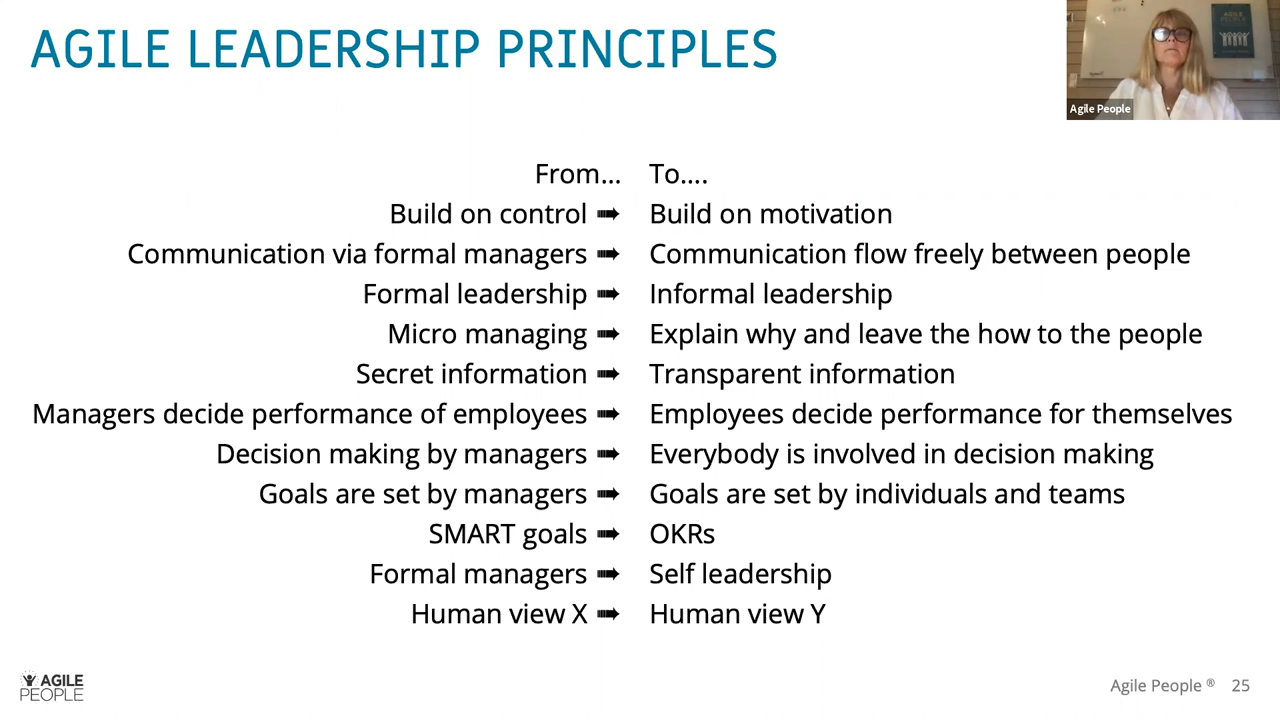 AGILE LEADERSHIP PRINCIPLES
Agile People
From... To....
Build on control ➠ Build on motivation
Communication via formal managers ➠ Communication flow freely between people
Formal leadership ➠ Informal leadership
Micro managing ➠ Explain why and leave the how to the people
Secret information ➠ Transparent information
Managers decide performance of employees ➠ Employees decide performance for themselves
Decision making by managers ➠ Everybody is involved in decision making
Goals are set by managers ➠ Goals are set by individuals and teams
SMART goals ➠ OKRs
Formal managers ➠ Self leadership
Human view X ➠ Human view Y
AGILE
PEOPLE
Agile People ® 25